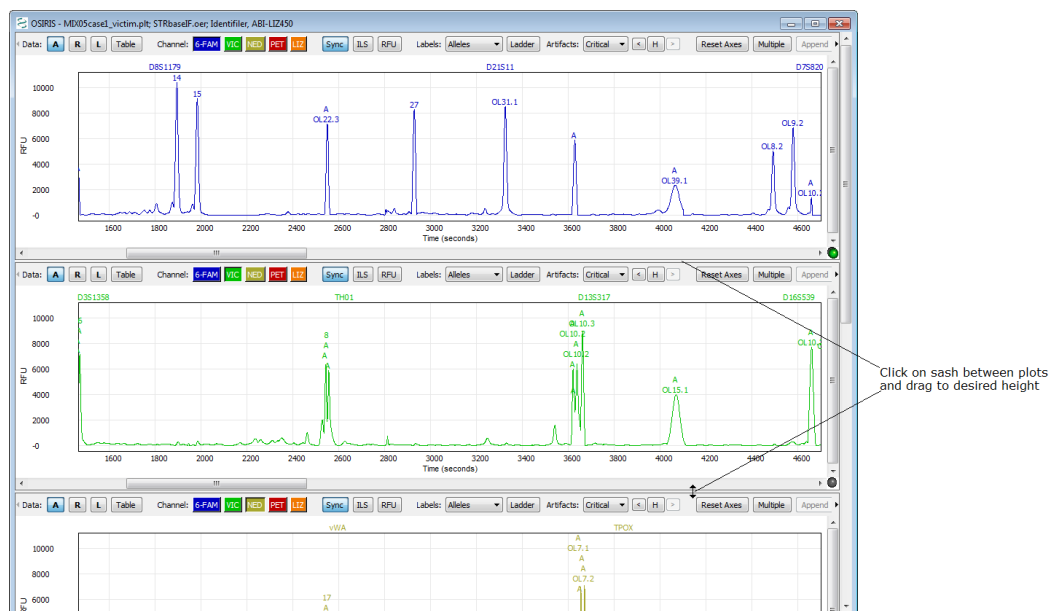 OSIRIS - MIX05case1_victim.plt; STRbaseIF.oer; Identifiler, ABI-LIZ450
Data: A R L Table Channel: 6-FAM VIC NED PET LIZ Sync ILS RFU Labels: Alleles Ladder Artifacts: Critical < H > Reset Axes Multiple Append
D8S1179 D21S11 D7S820
14
15
A
OL22.3
27
OL31.1
A
A
OL39.1
OL8.2
OL9.2
A
OL10.
RFU
10000
8000
6000
4000
2000
-0
1600 1800 2000 2200 2400 2600 2800 3000 3200 3400 3600 3800 4000 4200 4400 4600
Time (seconds)
Data: A R L Table Channel: 6-FAM VIC NED PET LIZ Sync ILS RFU Labels: Alleles Ladder Artifacts: Critical < H > Reset Axes Multiple Append
D3S1358 TH01 D13S317 D16S539
A
8
A
A
A
OL10.3
OL10.2
A
OL10.2
A
A
OL15.1
A
OL10.
RFU
10000
8000
6000
4000
2000
-0
1600 1800 2000 2200 2400 2600 2800 3000 3200 3400 3600 3800 4000 4200 4400 4600
Time (seconds)
Click on sash between plots
and drag to desired height
Data: A R L Table Channel: 6-FAM VIC NED PET LIZ Sync ILS RFU Labels: Alleles Ladder Artifacts: Critical < H > Reset Axes Multiple Append
vWA TPOX
A
OL7.1
A
A
OL7.2
A
17
A
RFU
10000
8000
6000